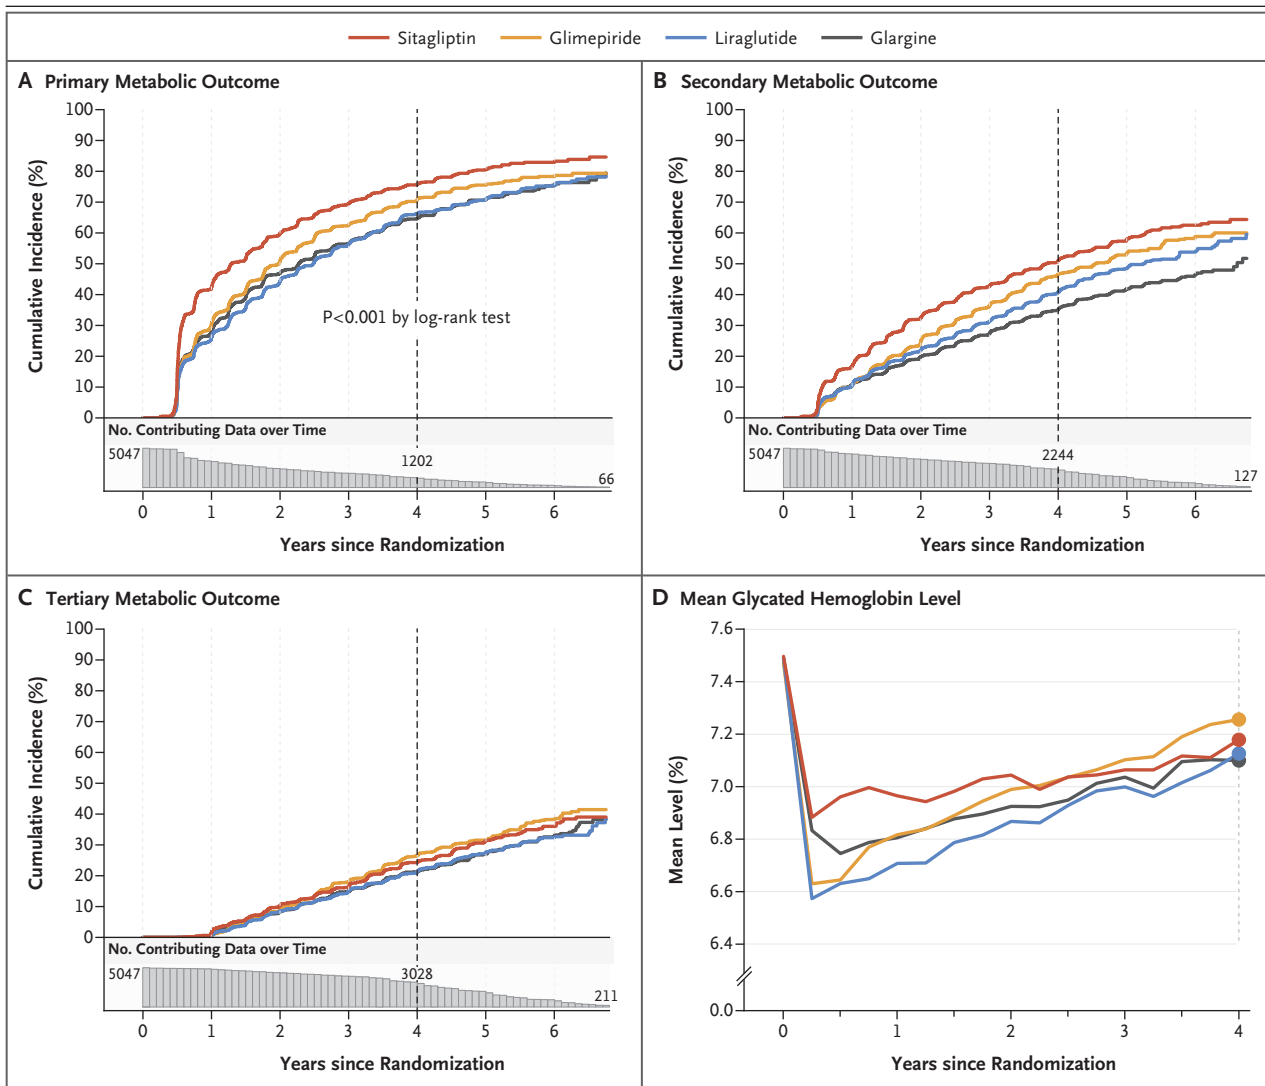 Sitagliptin Glimepiride Liraglutide Glargine
A Primary Metabolic Outcome
Cumulative Incidence (%)
100
90
80
70
60
50
40
30
20
10
0
P<0.001 by log-rank test
No. Contributing Data over Time
5047 1202 66
0 1 2 3 4 5 6
Years since Randomization
B Secondary Metabolic Outcome
Cumulative Incidence (%)
100
90
80
70
60
50
40
30
20
10
0
No. Contributing Data over Time
5047 2244 127
0 1 2 3 4 5 6
Years since Randomization
C Tertiary Metabolic Outcome
Cumulative Incidence (%)
100
90
80
70
60
50
40
30
20
10
0
No. Contributing Data over Time
5047 3028 211
0 1 2 3 4 5 6
Years since Randomization
D Mean Glycated Hemoglobin Level
Mean Level (%)
7.6
7.4
7.2
7.0
6.8
6.6
6.4
0.0
0 1 2 3 4
Years since Randomization